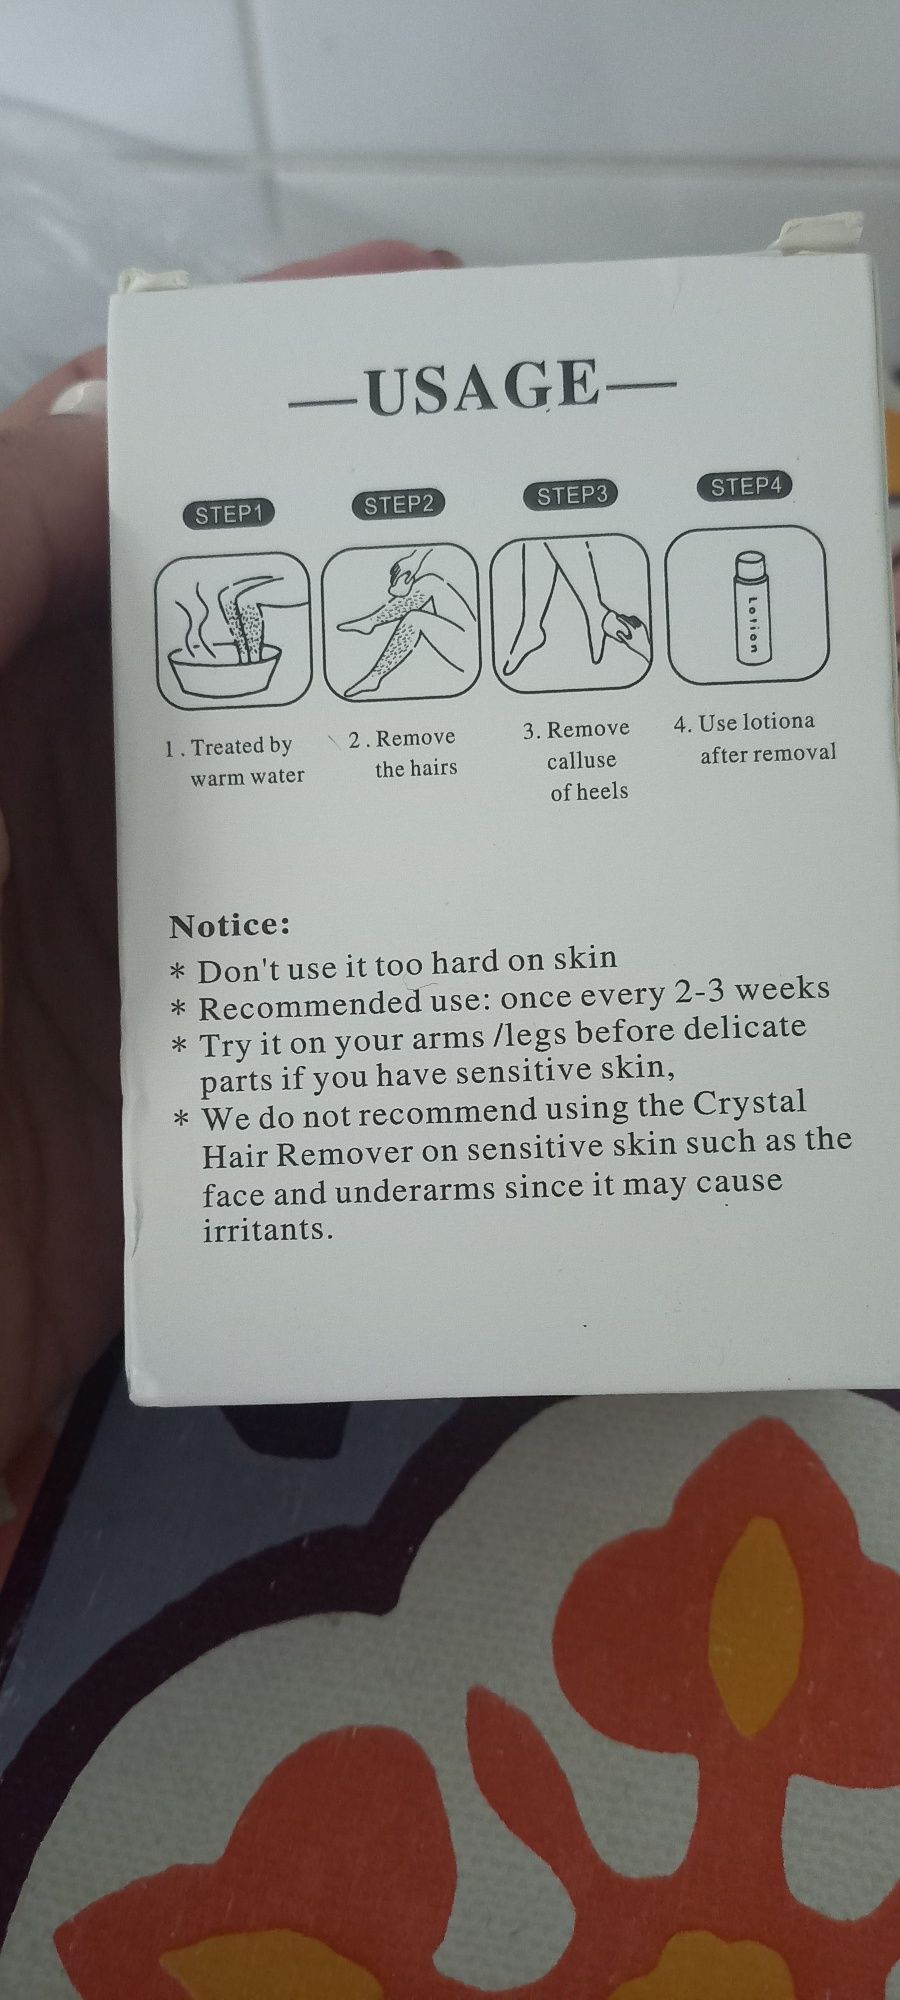 —USAGE—
STEP1 STEP2 STEP3 STEP4
Lotion
1. Treated by
warm water
2. Remove
the hairs
3. Remove
calluse
of heels
4. Use lotiona
after removal
Notice:
* Don't use it too hard on skin
* Recommended use: once every 2-3 weeks
* Try it on your arms /legs before delicate
parts if you have sensitive skin,
* We do not recommend using the Crystal
Hair Remover on sensitive skin such as the
face and underarms since it may cause
irritants.